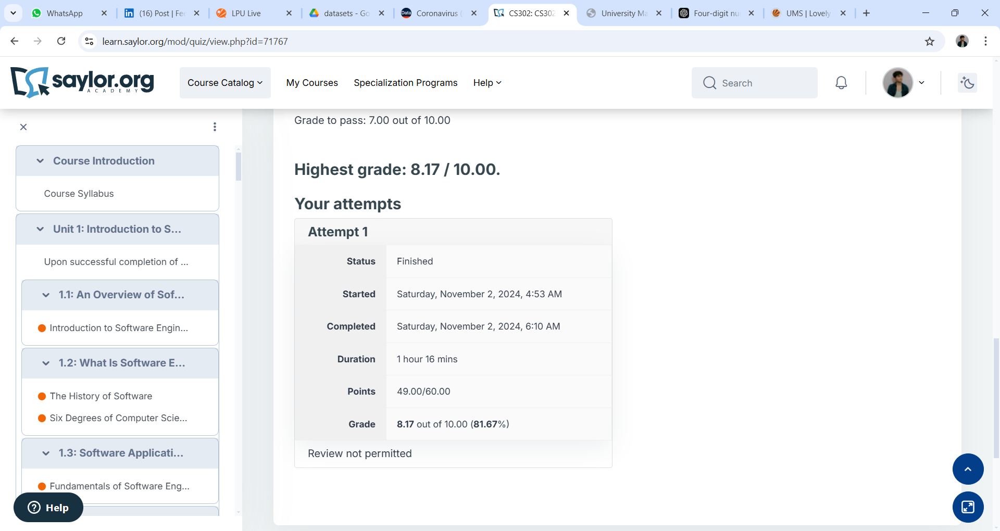 WhatsApp
(16) Post | Fe
LPU Live
datasets - Go
Coronavirus (
CS302: CS302
University Ma
Four-digit nu
UMS | Lovely
learn.saylor.org/mod/quiz/view.php?id=71767
saylor.org
ACADEMY
Course Catalog
My Courses
Specialization Programs
Help
Search
Course Introduction
Course Syllabus
Unit 1: Introduction to S...
Upon successful completion of ...
1.1: An Overview of Sof...
Introduction to Software Engin...
1.2: What Is Software E...
The History of Software
Six Degrees of Computer Scie...
1.3: Software Applicati...
Fundamentals of Software Eng...
Help
Grade to pass: 7.00 out of 10.00
Highest grade: 8.17 / 10.00.
Your attempts
Attempt 1
Status Finished
Started Saturday, November 2, 2024, 4:53 AM
Completed Saturday, November 2, 2024, 6:10 AM
Duration 1 hour 16 mins
Points 49.00/60.00
Grade 8.17 out of 10.00 (81.67%)
Review not permitted